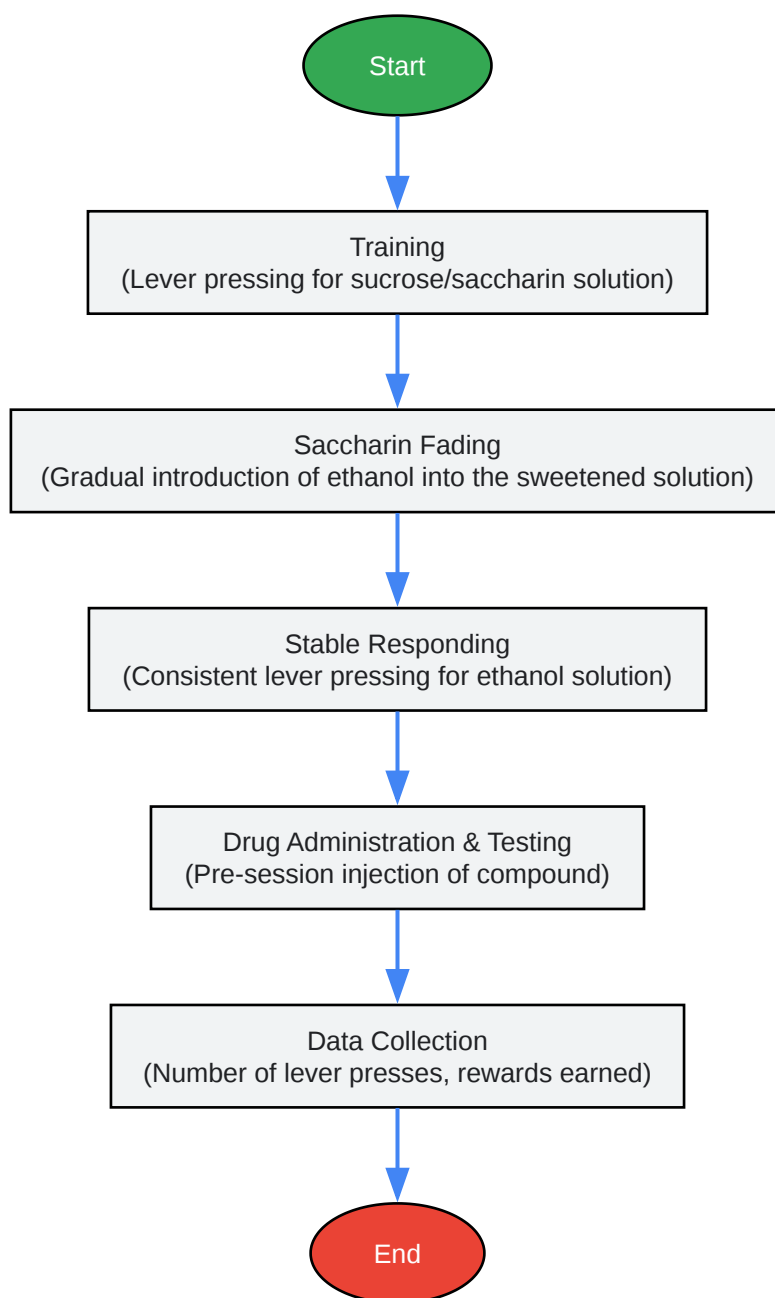 Start
Training
(Lever pressing for sucrose/saccharin solution)
Saccharin Fading
(Gradual introduction of ethanol into the sweetened solution)
Stable Responding
(Consistent lever pressing for ethanol solution)
Drug Administration & Testing
(Pre-session injection of compound)
Data Collection
(Number of lever presses, rewards earned)
End